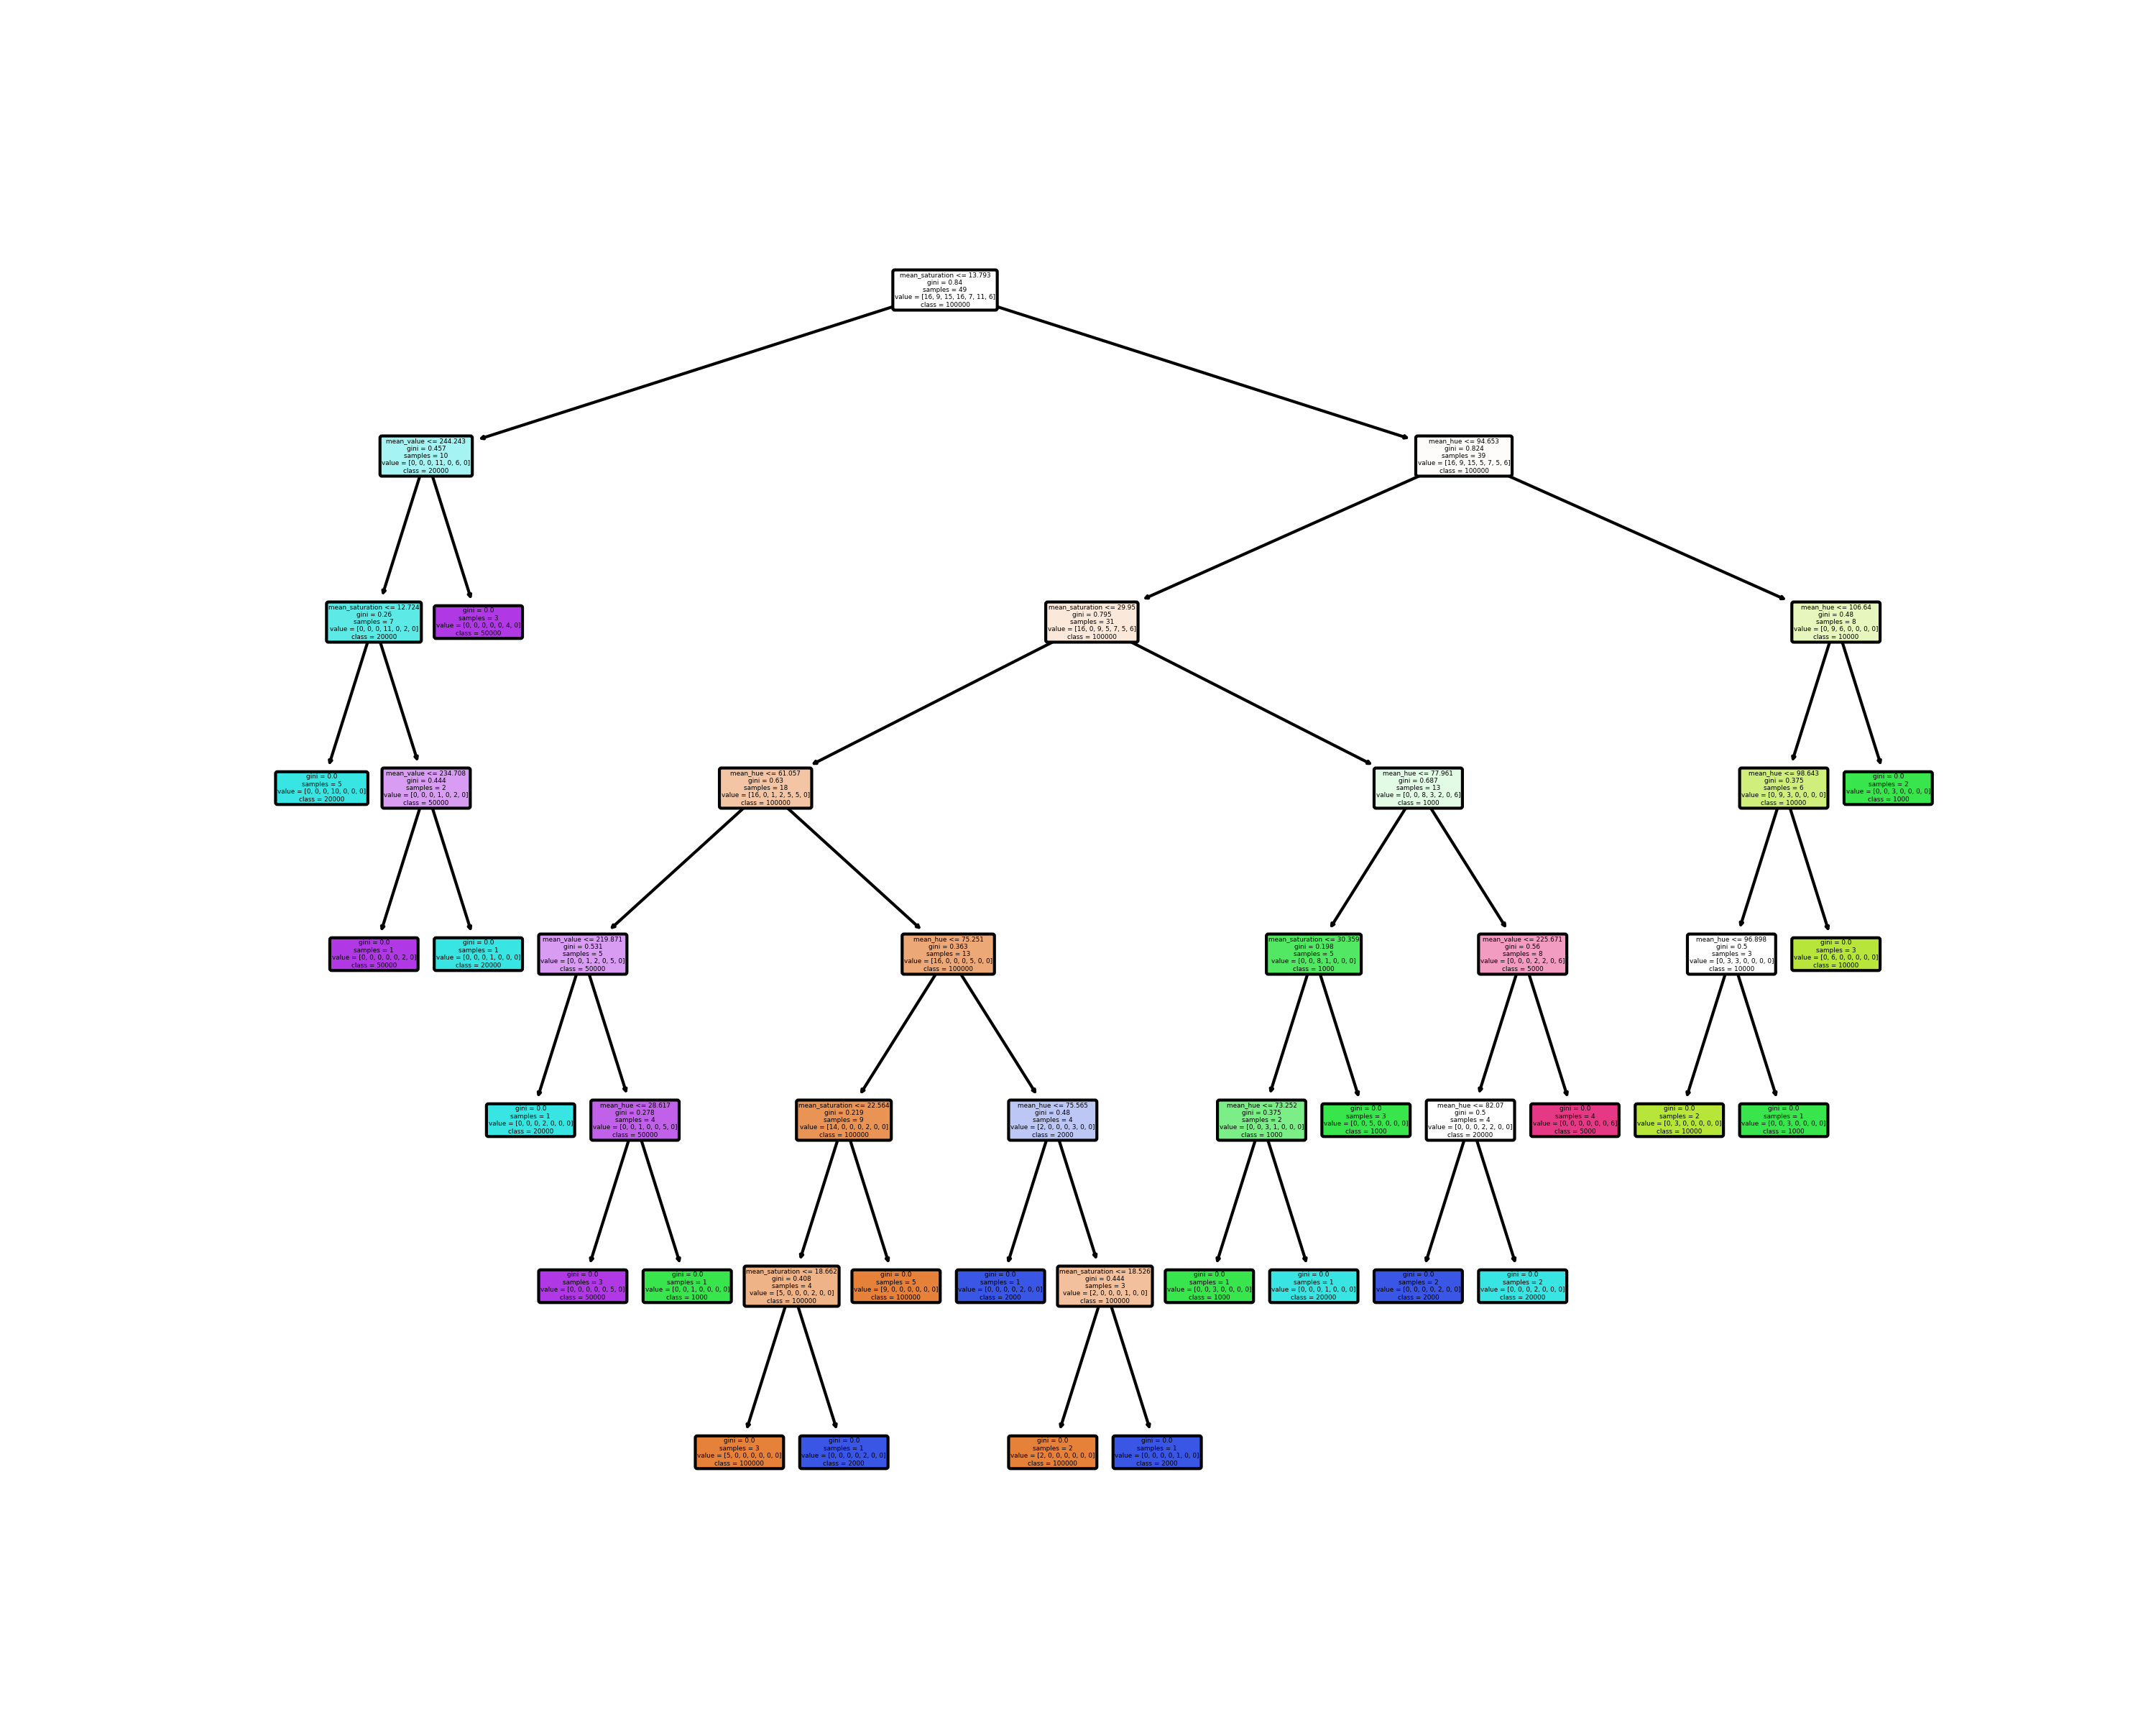 mean_saturation <= 13.793
gini = 0.84
samples = 49
value = [16, 9, 15, 16, 7, 11, 6]
class = 100000
mean_value <= 244.243
gini = 0.457
samples = 10
value = [0, 0, 0, 11, 0, 6, 0]
class = 20000
mean_hue <= 94.653
gini = 0.824
samples = 39
value = [16, 9, 15, 5, 7, 5, 6]
class = 100000
mean_saturation <= 12.724
gini = 0.26
samples = 7
value = [0, 0, 0, 11, 0, 2, 0]
class = 20000
gini = 0.0
samples = 3
value = [0, 0, 0, 0, 0, 4, 0]
class = 50000
mean_saturation <= 29.95
gini = 0.795
samples = 31
value = [16, 0, 9, 5, 7, 5, 6]
class = 100000
mean_hue <= 106.64
gini = 0.48
samples = 8
value = [0, 9, 6, 0, 0, 0, 0]
class = 10000
gini = 0.0
samples = 5
value = [0, 0, 0, 10, 0, 0, 0]
class = 20000
mean_value <= 234.708
gini = 0.444
samples = 2
value = [0, 0, 0, 1, 0, 2, 0]
class = 50000
mean_hue <= 61.057
gini = 0.63
samples = 18
value = [16, 0, 1, 2, 5, 5, 0]
class = 100000
mean_hue <= 77.961
gini = 0.687
samples = 13
value = [0, 0, 8, 3, 2, 0, 6]
class = 1000
mean_hue <= 98.643
gini = 0.375
samples = 6
value = [0, 9, 3, 0, 0, 0, 0]
class = 10000
gini = 0.0
samples = 2
value = [0, 0, 3, 0, 0, 0, 0]
class = 1000
gini = 0.0
samples = 1
value = [0, 0, 0, 0, 0, 2, 0]
class = 50000
gini = 0.0
samples = 1
value = [0, 0, 0, 1, 0, 0, 0]
class = 20000
mean_value <= 219.871
gini = 0.531
samples = 5
value = [0, 0, 1, 2, 0, 5, 0]
class = 50000
mean_hue <= 75.251
gini = 0.363
samples = 13
value = [16, 0, 0, 0, 5, 0, 0]
class = 100000
mean_saturation <= 30.359
gini = 0.198
samples = 5
value = [0, 0, 8, 1, 0, 0, 0]
class = 1000
mean_value <= 225.671
gini = 0.56
samples = 8
value = [0, 0, 0, 2, 2, 0, 6]
class = 5000
mean_hue <= 96.898
gini = 0.5
samples = 3
value = [0, 3, 3, 0, 0, 0, 0]
class = 10000
gini = 0.0
samples = 3
value = [0, 6, 0, 0, 0, 0, 0]
class = 10000
gini = 0.0
samples = 1
value = [0, 0, 0, 2, 0, 0, 0]
class = 20000
mean_hue <= 28.617
gini = 0.278
samples = 4
value = [0, 0, 1, 0, 0, 5, 0]
class = 50000
mean_saturation <= 22.564
gini = 0.219
samples = 9
value = [14, 0, 0, 0, 2, 0, 0]
class = 100000
mean_hue <= 75.565
gini = 0.48
samples = 4
value = [2, 0, 0, 0, 3, 0, 0]
class = 2000
mean_hue <= 73.252
gini = 0.375
samples = 2
value = [0, 0, 3, 1, 0, 0, 0]
class = 1000
gini = 0.0
samples = 3
value = [0, 0, 5, 0, 0, 0, 0]
class = 1000
mean_hue <= 82.07
gini = 0.5
samples = 4
value = [0, 0, 0, 2, 2, 0, 0]
class = 20000
gini = 0.0
samples = 4
value = [0, 0, 0, 0, 0, 0, 6]
class = 5000
gini = 0.0
samples = 2
value = [0, 3, 0, 0, 0, 0, 0]
class = 10000
gini = 0.0
samples = 1
value = [0, 0, 3, 0, 0, 0, 0]
class = 1000
gini = 0.0
samples = 3
value = [0, 0, 0, 0, 0, 5, 0]
class = 50000
gini = 0.0
samples = 1
value = [0, 0, 1, 0, 0, 0, 0]
class = 1000
mean_saturation <= 18.662
gini = 0.408
samples = 4
value = [5, 0, 0, 0, 2, 0, 0]
class = 100000
gini = 0.0
samples = 5
value = [9, 0, 0, 0, 0, 0, 0]
class = 100000
gini = 0.0
samples = 1
value = [0, 0, 0, 0, 2, 0, 0]
class = 2000
mean_saturation <= 18.526
gini = 0.444
samples = 3
value = [2, 0, 0, 0, 1, 0, 0]
class = 100000
gini = 0.0
samples = 1
value = [0, 0, 3, 0, 0, 0, 0]
class = 1000
gini = 0.0
samples = 1
value = [0, 0, 0, 1, 0, 0, 0]
class = 20000
gini = 0.0
samples = 2
value = [0, 0, 0, 0, 2, 0, 0]
class = 2000
gini = 0.0
samples = 2
value = [0, 0, 0, 2, 0, 0, 0]
class = 20000
gini = 0.0
samples = 3
value = [5, 0, 0, 0, 0, 0, 0]
class = 100000
gini = 0.0
samples = 1
value = [0, 0, 0, 0, 2, 0, 0]
class = 2000
gini = 0.0
samples = 2
value = [2, 0, 0, 0, 0, 0, 0]
class = 100000
gini = 0.0
samples = 1
value = [0, 0, 0, 0, 1, 0, 0]
class = 2000